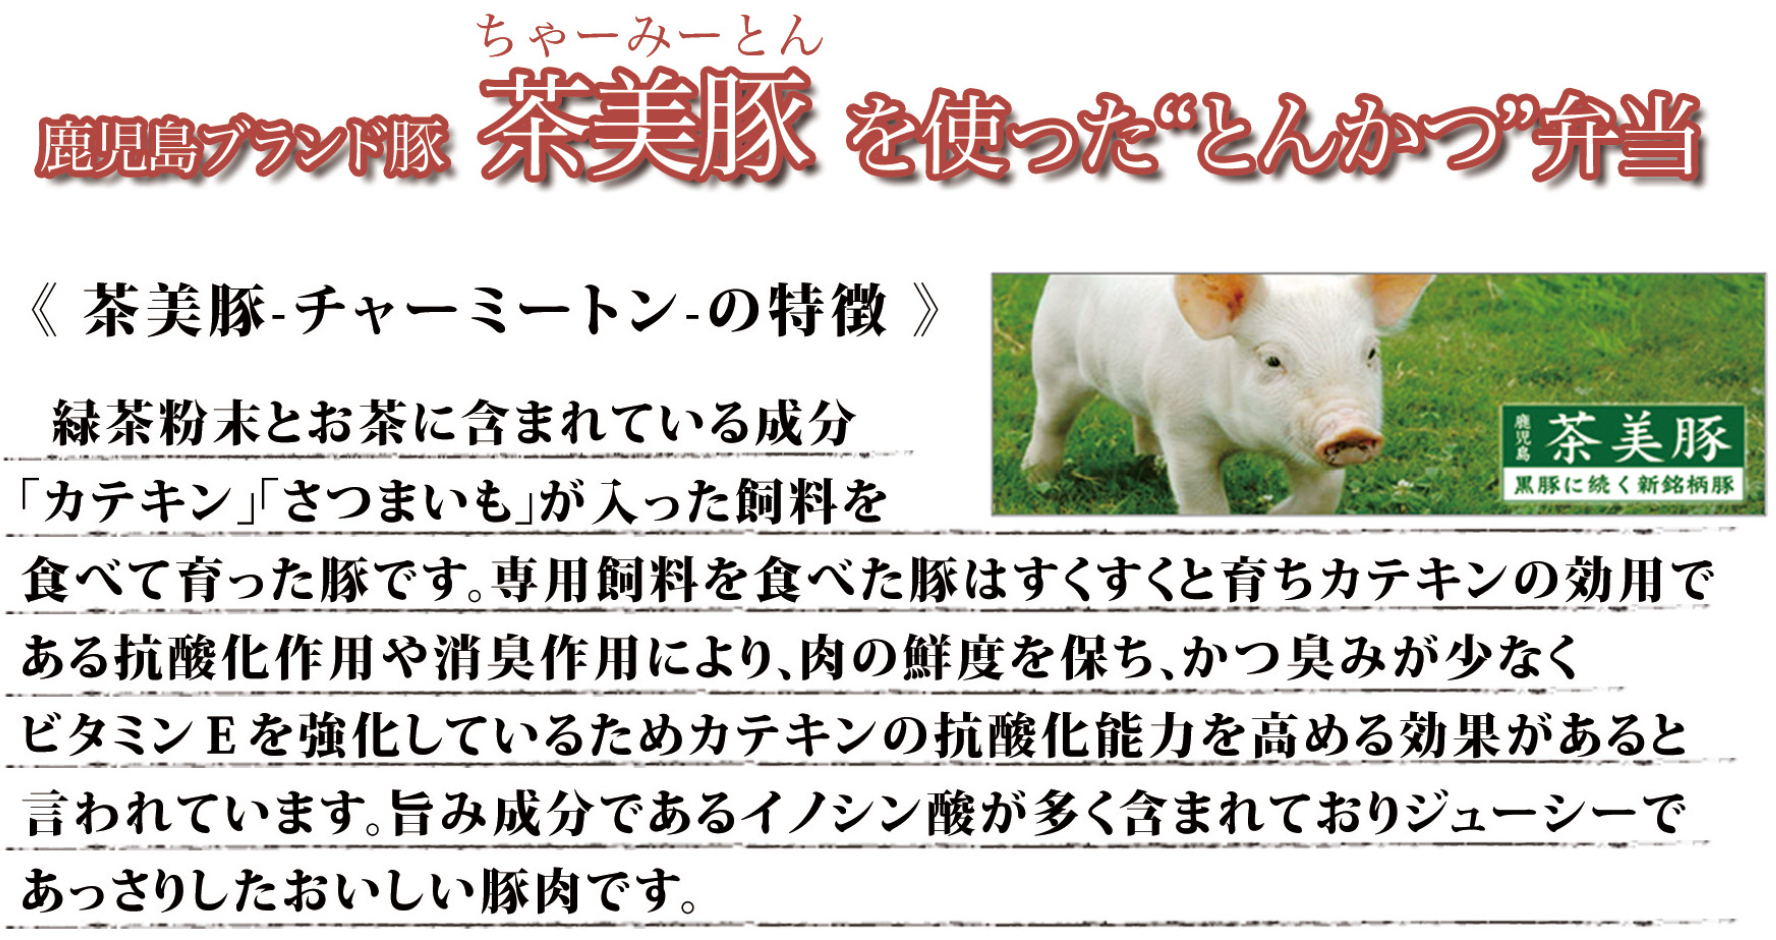 ちゃーみーとん
鹿児島ブランド豚 茶美豚 を使った“とんかつ”弁当
《 茶美豚-チャーミートン-の特徴 》
緑茶粉末とお茶に含まれている成分
「カテキン」「さつまいも」が入った飼料を
鹿児島 茶美豚
黒豚に続く新銘柄豚
食べて育った豚です。専用飼料を食べた豚はすくすくと育ちカテキンの効用で
ある抗酸化作用や消臭作用により、肉の鮮度を保ち、かつ臭みが少なく
ビタミンEを強化しているためカテキンの抗酸化能力を高める効果があると
言われています。旨み成分であるイノシン酸が多く含まれておりジューシーで
あっさりしたおいしい豚肉です。